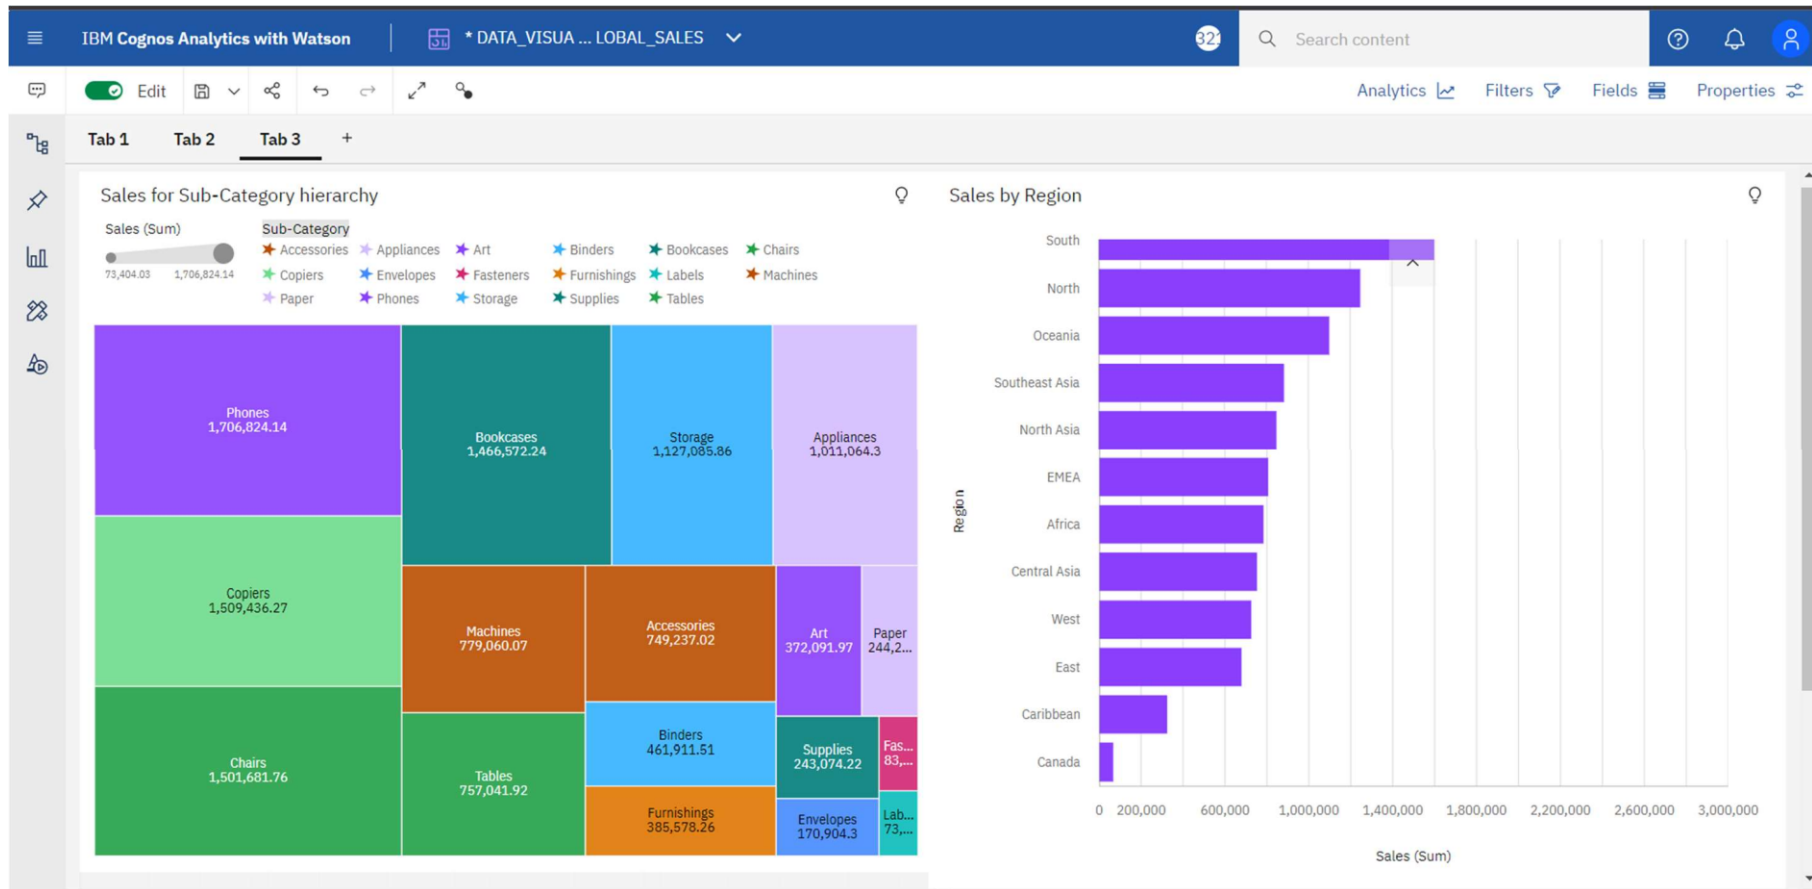 IBM Cognos Analytics with Watson
* DATA_VISUA ... LOBAL_SALES
Search content
Edit
Analytics
Filters
Fields
Properties
Tab 1
Tab 2
Tab 3
+
Sales for Sub-Category hierarchy
Sales (Sum)
73,404.03 1,706,824.14
Sub-Category
Accessories Appliances Art Binders Bookcases Chairs
Copiers Envelopes Fasteners Furnishings Labels Machines
Paper Phones Storage Supplies Tables
Phones
1,706,824.14
Copiers
1,509,436.27
Chairs
1,501,681.76
Bookcases
1,466,572.24
Storage
1,127,085.86
Appliances
1,011,064.3
Machines
779,060.07
Tables
757,041.92
Accessories
749,237.02
Binders
461,911.51
Furnishings
385,578.26
Art
372,091.97
Paper
244,2...
Supplies
243,074.22
Envelopes
170,904.3
Fas...
83,...
Lab...
73,...
Sales by Region
Region
South
North
Oceania
Southeast Asia
North Asia
EMEA
Africa
Central Asia
West
East
Caribbean
Canada
0 200,000 600,000 1,000,000 1,400,000 1,800,000 2,200,000 2,600,000 3,000,000
Sales (Sum)